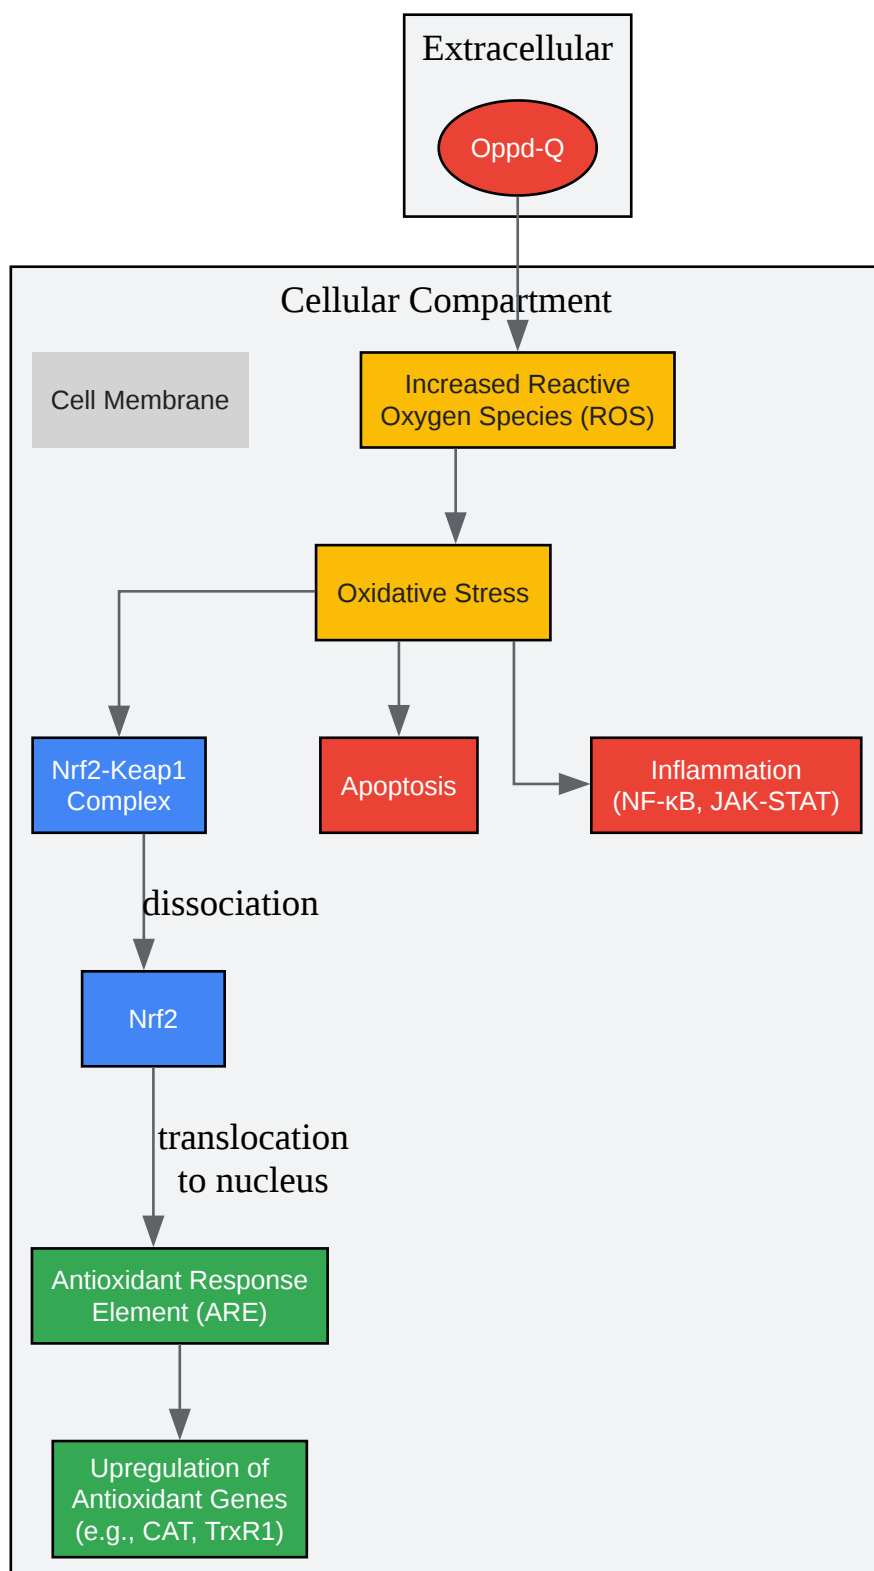 Extracellular
Oppd-Q
Cellular Compartment
Cell Membrane
Increased Reactive
Oxygen Species (ROS)
Oxidative Stress
Nrf2-Keap1
Complex
Apoptosis
Inflammation
(NF-κB, JAK-STAT)
dissociation
Nrf2
translocation
to nucleus
Antioxidant Response
Element (ARE)
Upregulation of
Antioxidant Genes
(e.g., CAT, TrxR1)